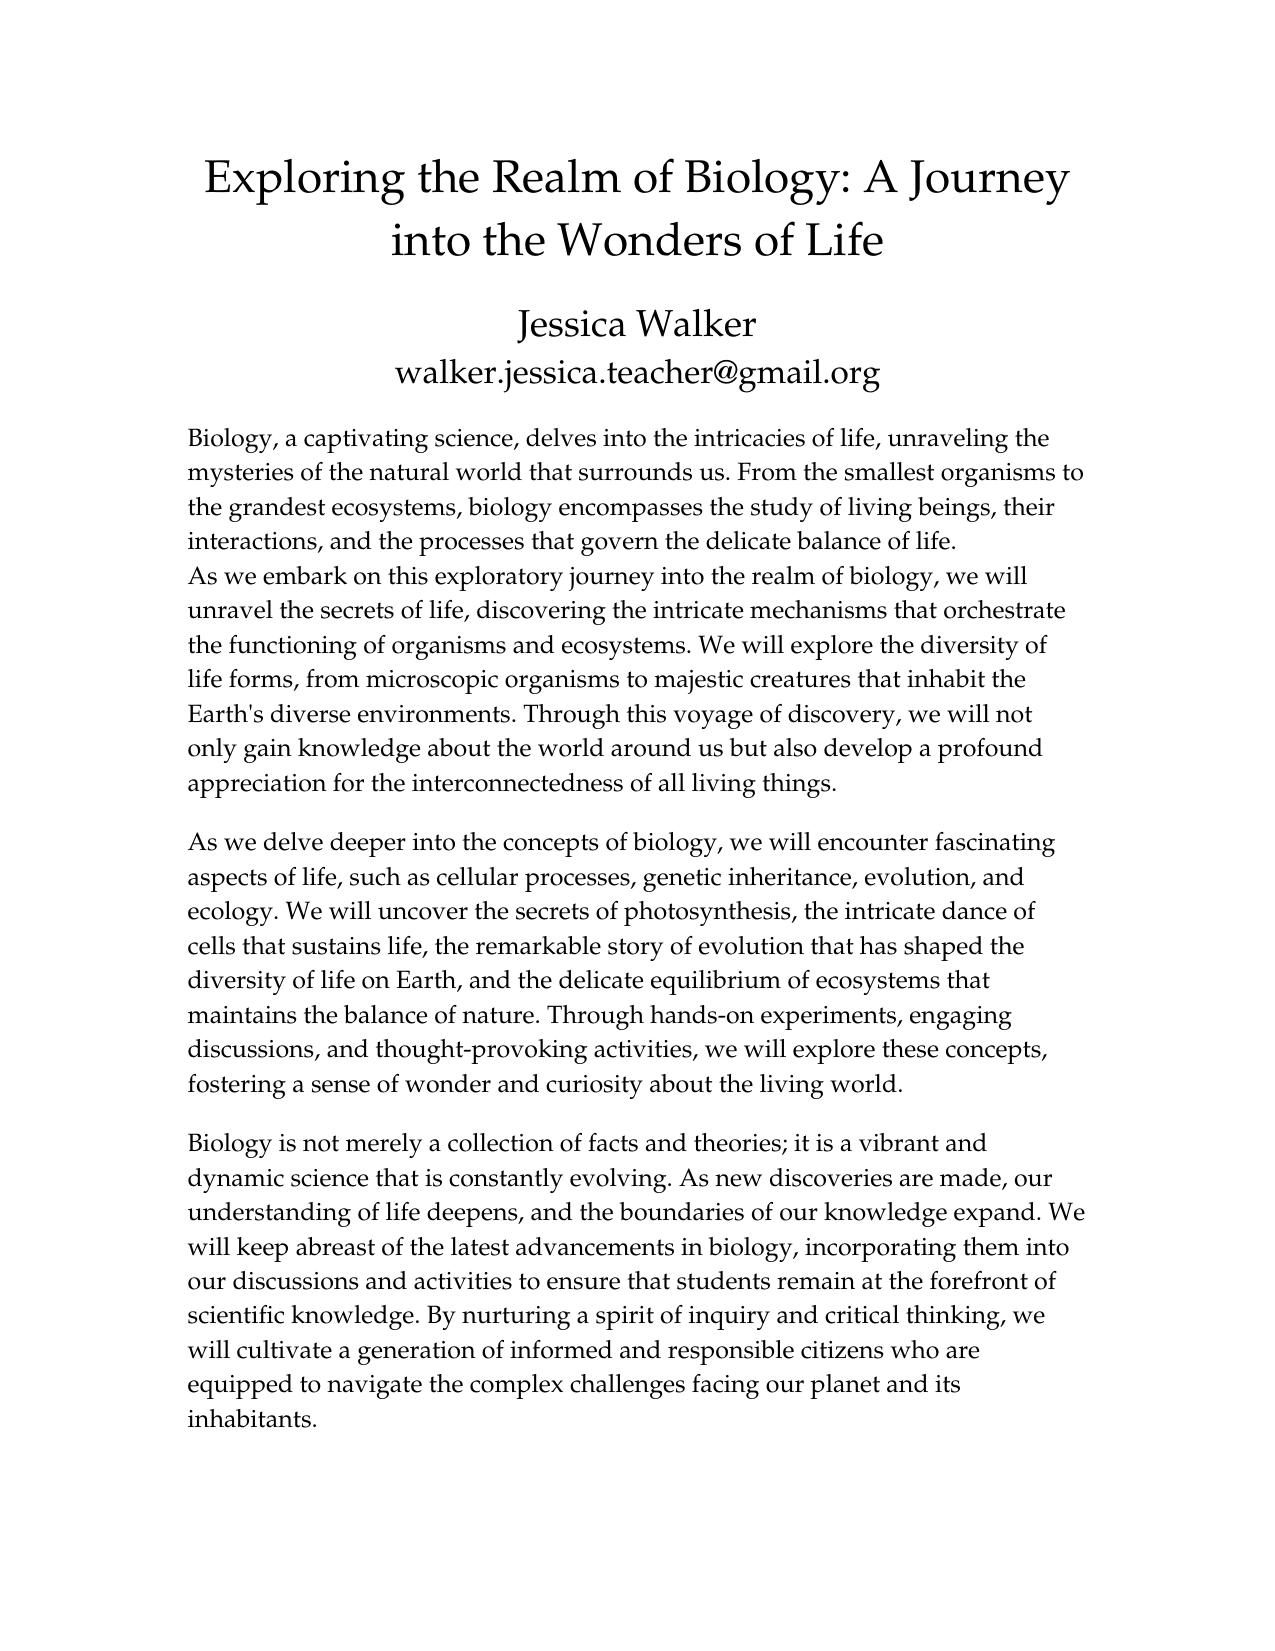 Exploring the Realm of Biology: A Journey
into the Wonders of Life
Jessica Walker
walker.jessica.teacher@gmail.org
Biology, a captivating science, delves into the intricacies of life, unraveling the
mysteries of the natural world that surrounds us. From the smallest organisms to
the grandest ecosystems, biology encompasses the study of living beings, their
interactions, and the processes that govern the delicate balance of life.
As we embark on this exploratory journey into the realm of biology, we will
unravel the secrets of life, discovering the intricate mechanisms that orchestrate
the functioning of organisms and ecosystems. We will explore the diversity of
life forms, from microscopic organisms to majestic creatures that inhabit the
Earth's diverse environments. Through this voyage of discovery, we will not
only gain knowledge about the world around us but also develop a profound
appreciation for the interconnectedness of all living things.
As we delve deeper into the concepts of biology, we will encounter fascinating
aspects of life, such as cellular processes, genetic inheritance, evolution, and
ecology. We will uncover the secrets of photosynthesis, the intricate dance of
cells that sustains life, the remarkable story of evolution that has shaped the
diversity of life on Earth, and the delicate equilibrium of ecosystems that
maintains the balance of nature. Through hands-on experiments, engaging
discussions, and thought-provoking activities, we will explore these concepts,
fostering a sense of wonder and curiosity about the living world.
Biology is not merely a collection of facts and theories; it is a vibrant and
dynamic science that is constantly evolving. As new discoveries are made, our
understanding of life deepens, and the boundaries of our knowledge expand. We
will keep abreast of the latest advancements in biology, incorporating them into
our discussions and activities to ensure that students remain at the forefront of
scientific knowledge. By nurturing a spirit of inquiry and critical thinking, we
will cultivate a generation of informed and responsible citizens who are
equipped to navigate the complex challenges facing our planet and its
inhabitants.